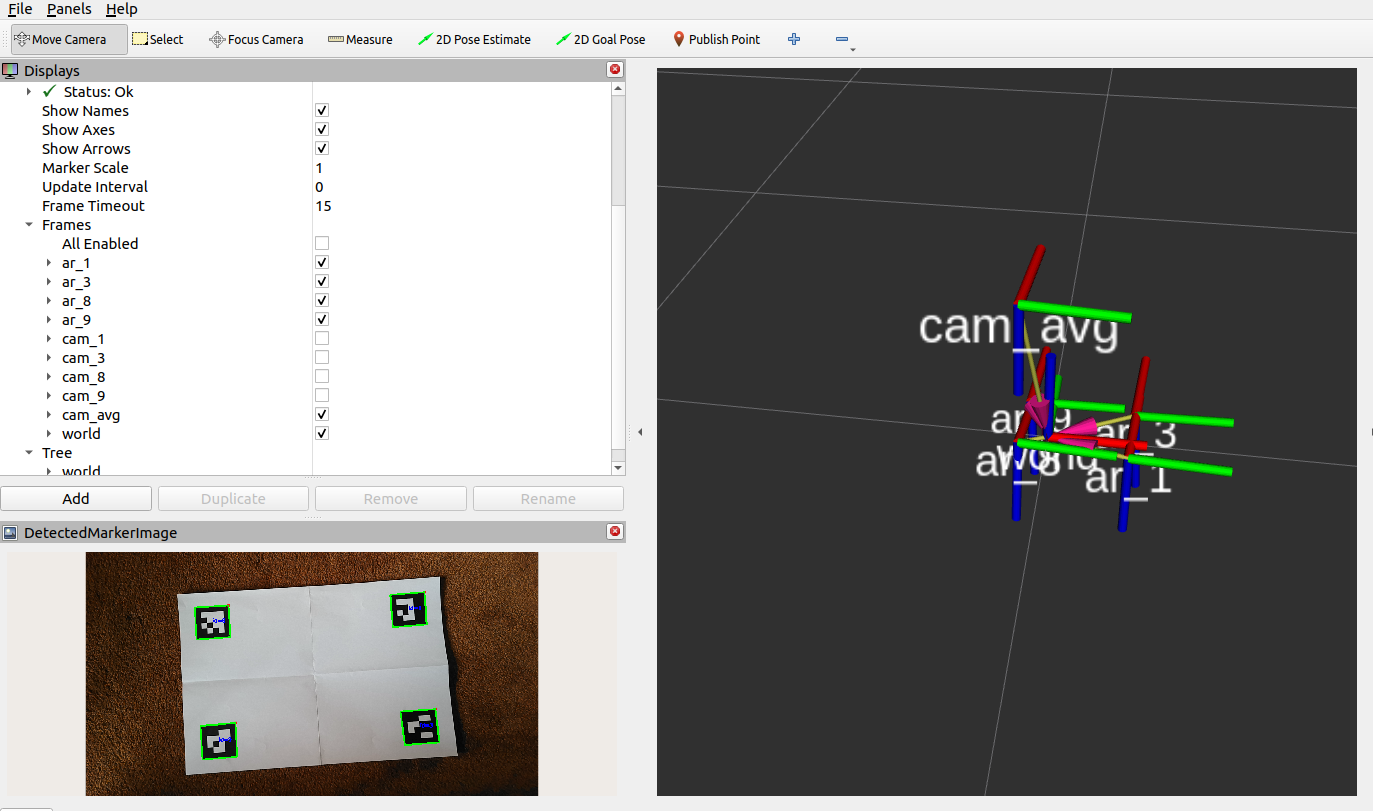 File Panels Help
Move Camera Select Focus Camera Measure 2D Pose Estimate 2D Goal Pose Publish Point
Displays
Status: Ok
Show Names
Show Axes
Show Arrows
Marker Scale 1
Update Interval 0
Frame Timeout 15
Frames
All Enabled
ar_1
ar_3
ar_8
ar_9
cam_1
cam_3
cam_8
cam_9
cam_avg
world
Tree
world
Add Duplicate Remove Rename
DetectedMarkerImage
cam_avg
ar_9
ar_3
ar_8
world
ar_1